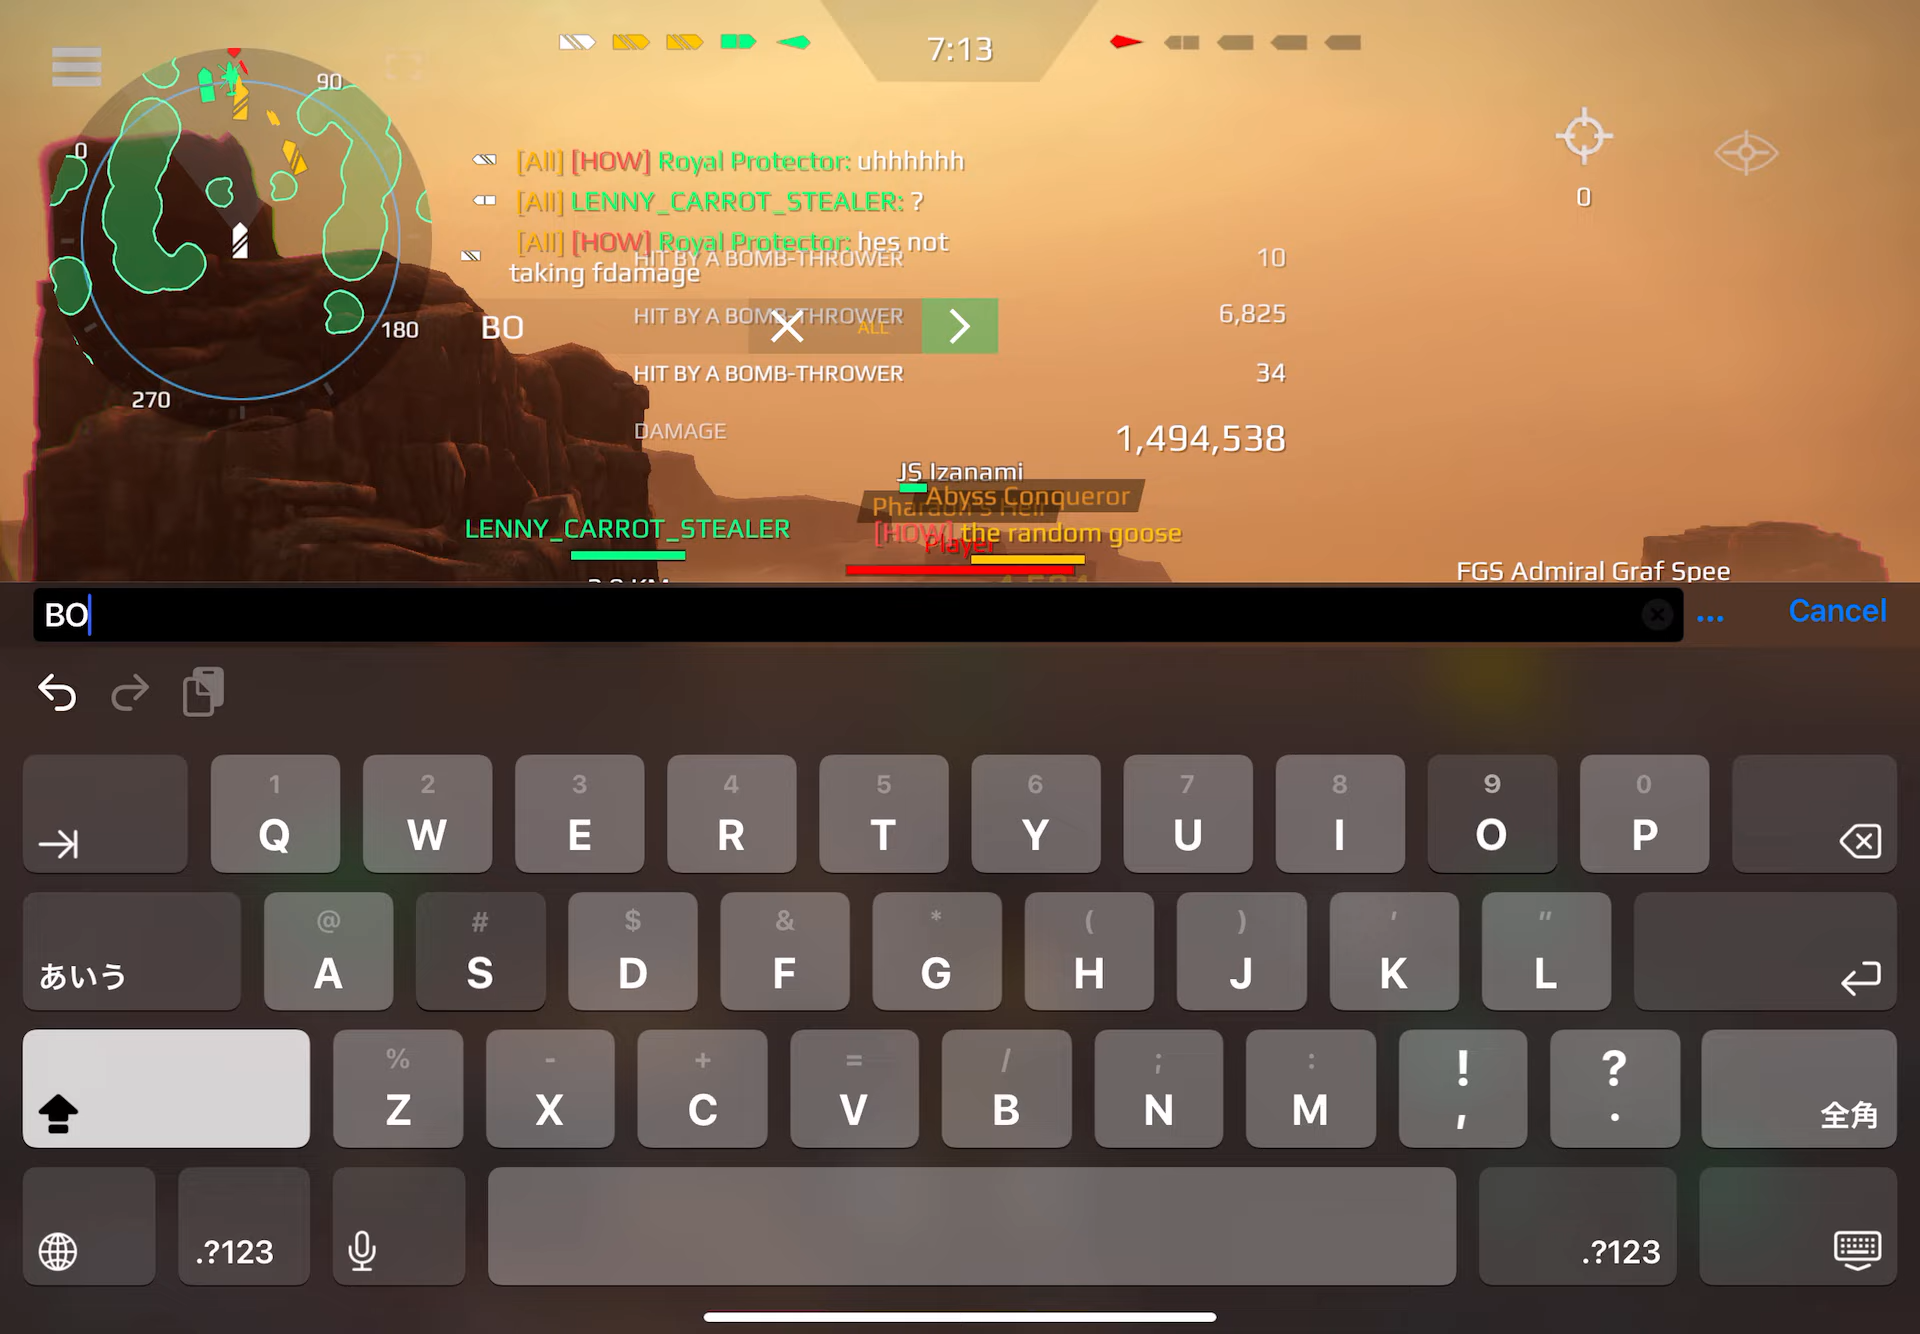 7:13
90
0
180
270
[All] [HOW] Royal Protector: uhhhhhh
[All] LENNY_CARROT_STEALER: ?
[All] [HOW] Royal Protector: hes not
taking fdamage
HIT BY A BOMB-THROWER 10
HIT BY A BOMB-THROWER 6,825
BO ALL
HIT BY A BOMB-THROWER 34
DAMAGE 1,494,538
0
JS Izanami
Abyss Conqueror
Pharaoh's Heir
LENNY_CARROT_STEALER
[HOW] the random goose
Player
FGS Admiral Graf Spee
BO
... Cancel
1 2 3 4 5 6 7 8 9 0
Q W E R T Y U I O P
@ # $ & * ( ) ' "
あいう A S D F G H J K L
% - + = / ; : ! ?
Z X C V B N M , . 全角
.?123 .?123